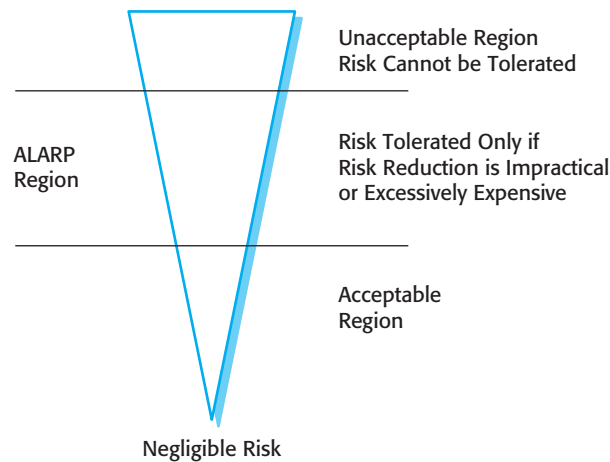 Unacceptable Region
Risk Cannot be Tolerated
ALARP
Region
Risk Tolerated Only if
Risk Reduction is Impractical
or Excessively Expensive
Acceptable
Region
Negligible Risk